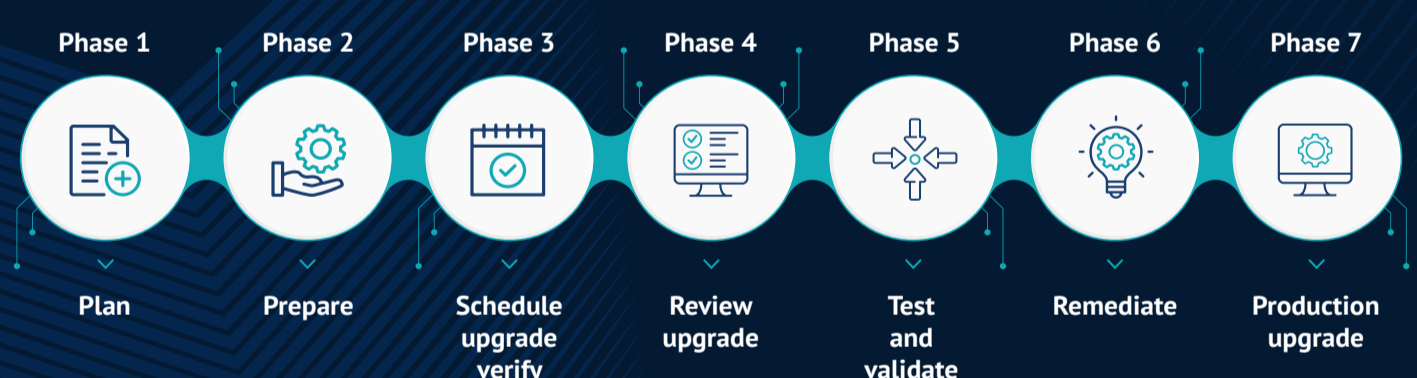 Phase 1
Phase 2
Phase 3
Phase 4
Phase 5
Phase 6
Phase 7
Plan
Prepare
Schedule
upgrade
verify
Review
upgrade
Test
and
validate
Remediate
Production
upgrade